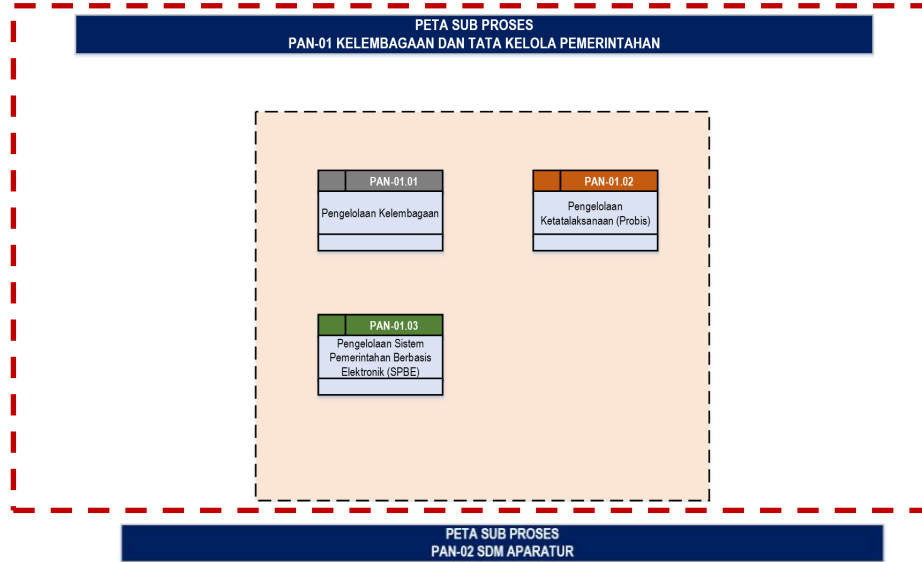 PETA SUB PROSES
PAN-01 KELEMBAGAAN DAN TATA KELOLA PEMERINTAHAN
PAN-01.01
Pengelolaan Kelembagaan
PAN-01.02
Pengelolaan
Ketatalaksanaan (Probis)
PAN-01.03
Pengelolaan Sistem
Pemerintahan Berbasis
Elektronik (SPBE)
PETA SUB PROSES
PAN-02 SDM APARATUR